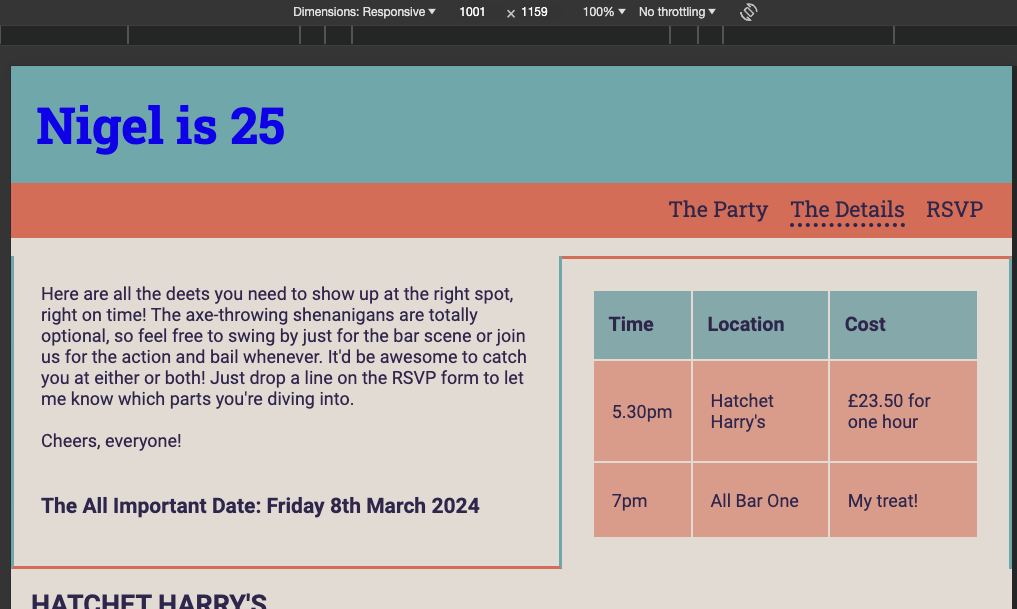 Dimensions: Responsive 1001 × 1159 100% No throttling
Nigel is 25
The Party The Details RSVP
Here are all the deets you need to show up at the right spot,
right on time! The axe-throwing shenanigans are totally
optional, so feel free to swing by just for the bar scene or join
us for the action and bail whenever. It'd be awesome to catch
you at either or both! Just drop a line on the RSVP form to let
me know which parts you're diving into.
Cheers, everyone!
The All Important Date: Friday 8th March 2024
Time Location Cost
5.30pm
Hatchet
Harry's
£23.50 for
one hour
7pm All Bar One My treat!
HATCHET HARRY'S